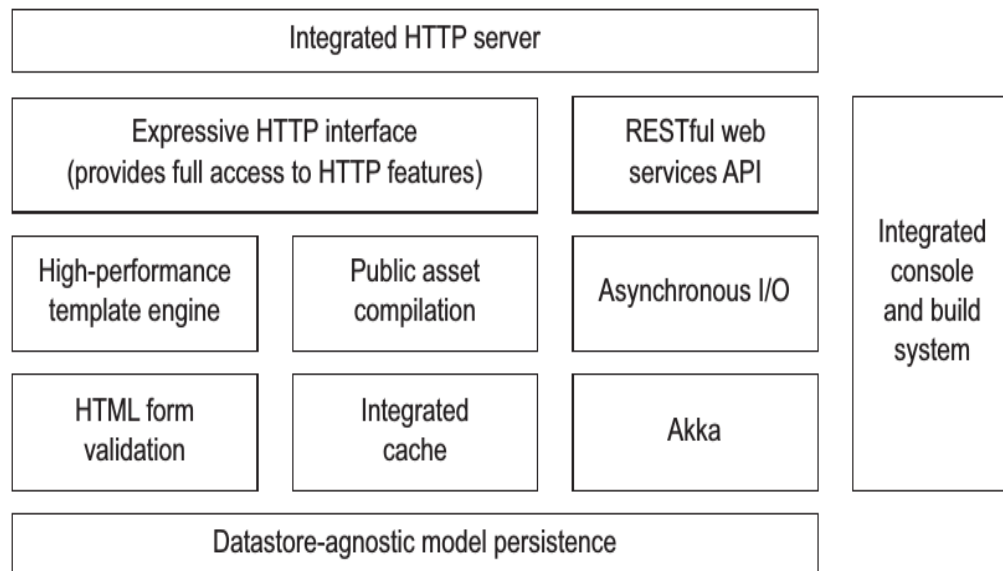 Integrated HTTP server
Expressive HTTP interface
(provides full access to HTTP features)
RESTful web
services API
Integrated
console
and build
system
High-performance
template engine
Public asset
compilation
Asynchronous I/O
HTML form
validation
Integrated
cache
Akka
Datastore-agnostic model persistence